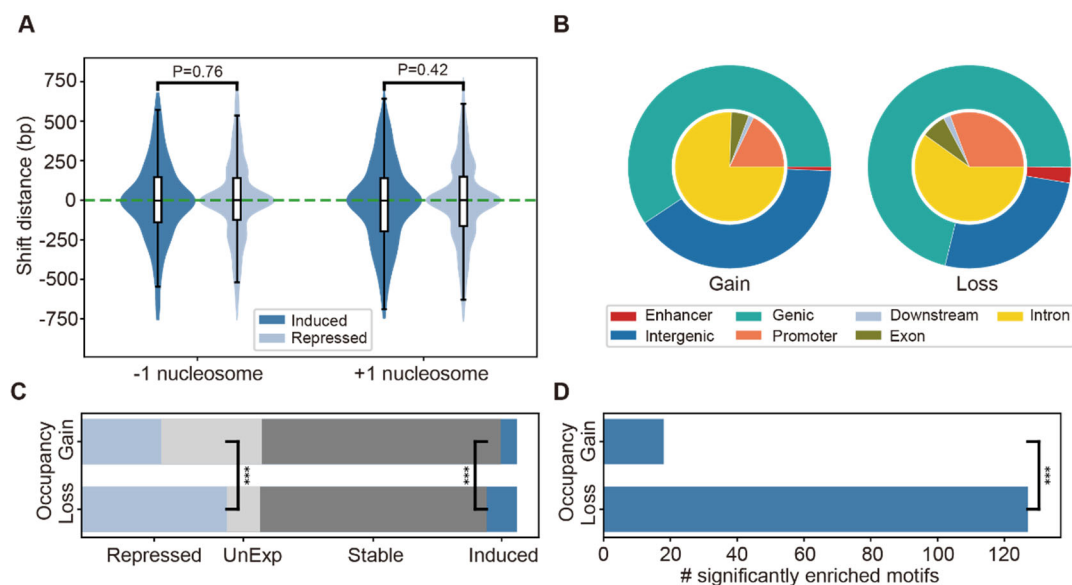 A
B
P=0.76
P=0.42
750
500
250
0
-250
-500
-750
Shift distance (bp)
Induced
Repressed
-1 nucleosome
+1 nucleosome
Gain
Loss
Enhancer
Genic
Downstream
Intron
Intergenic
Promoter
Exon
C
D
Occupancy
Gain
Loss
***
***
Repressed
UnExp
Stable
Induced
Occupancy
Gain
Loss
***
0
20
40
60
80
100
120
# significantly enriched motifs